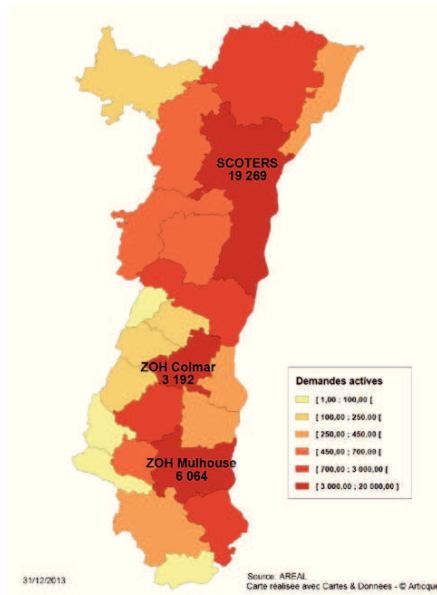 SCOTERS
19 269
ZOH Colmar
3 192
ZOH Mulhouse
6 064
Demandes actives
[ 1,00 ; 100,00 [
[ 100,00 ; 250,00 [
[ 250,00 ; 450,00 [
[ 450,00 ; 700,00 [
[ 700,00 ; 3 000,00 [
[ 3 000,00 ; 20 000,00 ]
31/12/2013
Source: AREAL
Carte réalisée avec Cartes & Données - © Articque